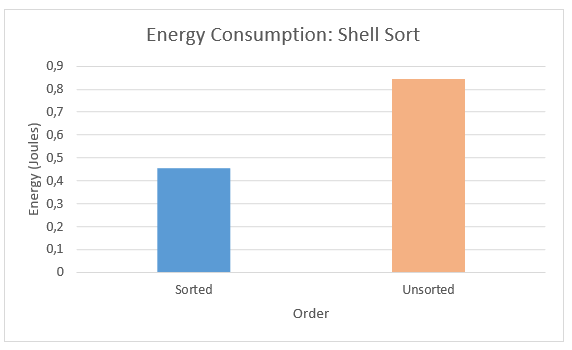 Energy Consumption: Shell Sort
0,9
0,8
0,7
0,6
0,5
0,4
0,3
0,2
0,1
0
Energy (Joules)
Sorted Unsorted
Order